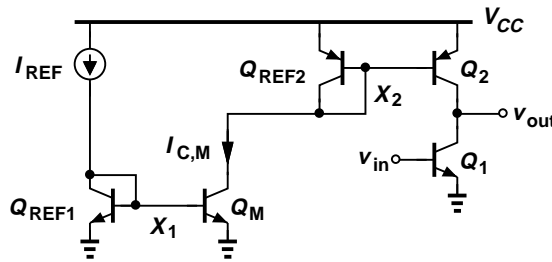 V_CC
I_REF
Q_REF2
Q_2
X_2
v_out
I_C,M
v_in
Q_1
Q_REF1
Q_M
X_1